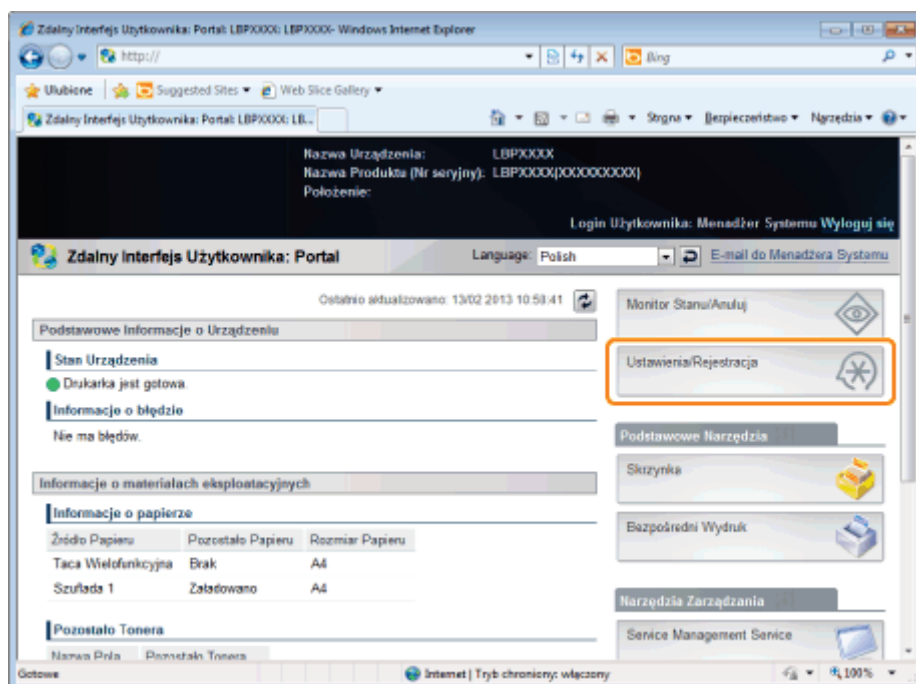 Zdalny Interfejs Użytkownika: Portal: LBPXXXX: LBPXXXX- Windows Internet Explorer
http://
Bing
Ulubione Suggested Sites Web Slice Gallery
Zdalny Interfejs Użytkownika: Portal: LBPXXXX: LB... Strona Bezpieczeństwo Narzędzia
Nazwa Urządzenia: LBPXXXX
Nazwa Produktu (Nr seryjny): LBPXXXX(XXXXXXXXX)
Położenie:
Login Użytkownika: Menadżer Systemu Wyloguj się
Zdalny Interfejs Użytkownika: Portal Language: Polish E-mail do Menadżera Systemu
Ostatnio aktualizowano: 13/02 2013 10:58:41
Monitor Stanu/Anuluj
Podstawowe Informacje o Urządzeniu
Stan Urządzenia
Drukarka jest gotowa.
Ustawienia/Rejestracja
Informacje o błędzie
Nie ma błędów.
Podstawowe Narzędzia
Skrzynka
Informacje o materiałach eksploatacyjnych
Informacje o papierze
Źródło Papieru Pozostało Papieru Rozmiar Papieru
Taca Wielofunkcyjna Brak A4
Szuflada 1 Załadowano A4
Bezpośredni Wydruk
Narzędzia Zarządzania
Pozostało Tonera
Service Management Service
Nazwa Pola Pozostało Tonera
Gotowe Internet | Tryb chroniony: włączony 100%